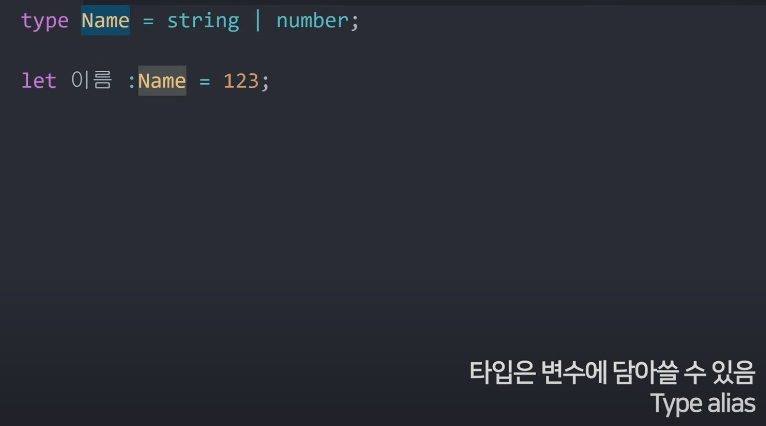 type Name = string | number;
let 이름 :Name = 123;
타입은 변수에 담아쓸 수 있음
Type alias